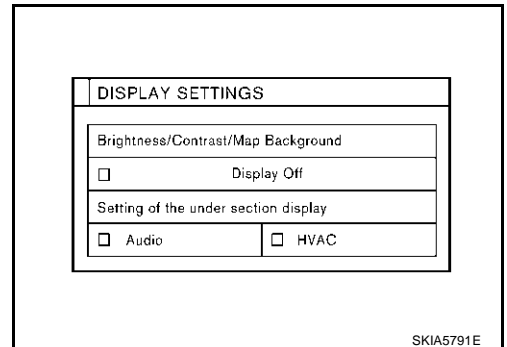 DISPLAY SETTINGS
Brightness/Contrast/Map Background
Display Off
Setting of the under section display
Audio HVAC
SKIA5791E